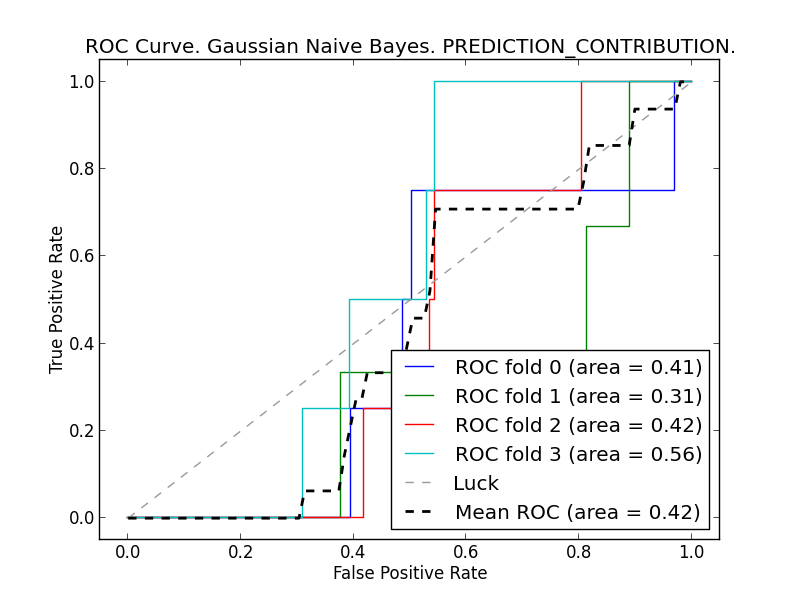 ROC Curve. Gaussian Naive Bayes. PREDICTION_CONTRIBUTION.
1.0
0.8
0.6
0.4
0.2
0.0
True Positive Rate
ROC fold 0 (area = 0.41)
ROC fold 1 (area = 0.31)
ROC fold 2 (area = 0.42)
ROC fold 3 (area = 0.56)
Luck
Mean ROC (area = 0.42)
0.0 0.2 0.4 0.6 0.8 1.0
False Positive Rate